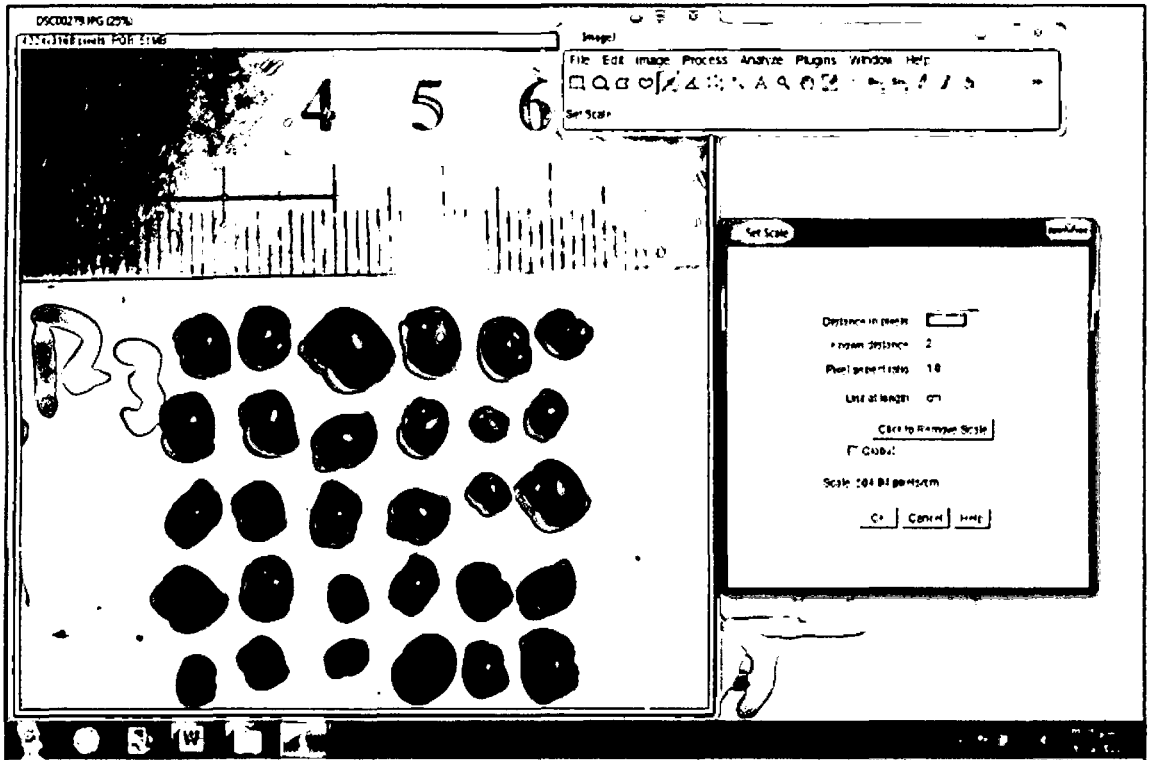 DSC00279.JPG (25%)
ImageJ
File Edit Image Process Analyze Plugins Window Help
Set Scale
4 5 6
Set Scale
Distance in pixels
Known distance 2
Pixel aspect ratio 1.0
Unit of length cm
Click to Remove Scale
Global
Cancel Help
W